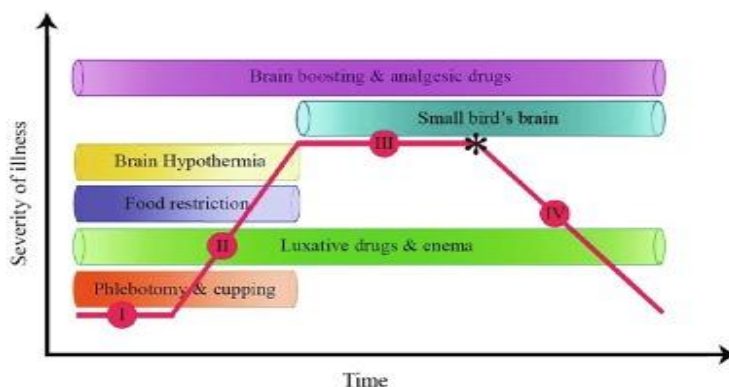 Brain boosting & analgesic drugs
Small bird's brain
III
*
Brain Hypothermia
Food restriction
IV
II
Luxative drugs & enema
Phlebotomy & cupping
I
Severity of illness
Time